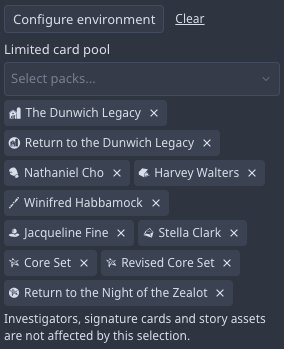 Configure environment Clear
Limited card pool
Select packs...
The Dunwich Legacy ×
Return to the Dunwich Legacy ×
Nathaniel Cho × Harvey Walters ×
Winifred Habbamock ×
Jacqueline Fine × Stella Clark ×
Core Set × Revised Core Set ×
Return to the Night of the Zealot ×
Investigators, signature cards and story assets
are not affected by this selection.